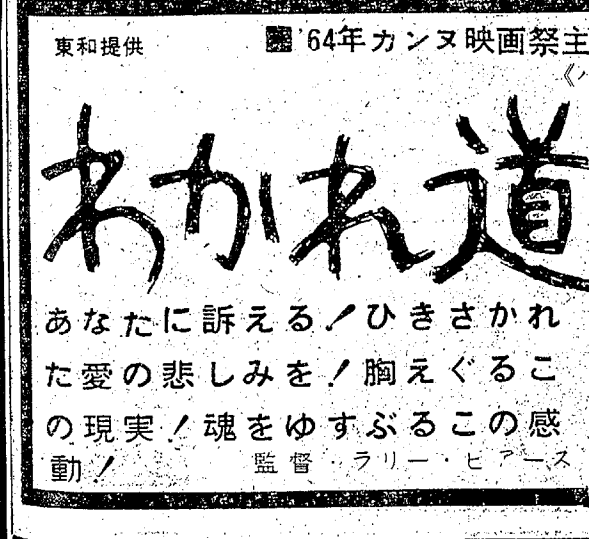 東和提供
'64年カンヌ映画祭主
わかれ道
あなたに訴える！ひきさかれ
た愛の悲しみを！胸えぐるこ
の現実！魂をゆすぶるこの感
動！
監督・ラリー・ピアース